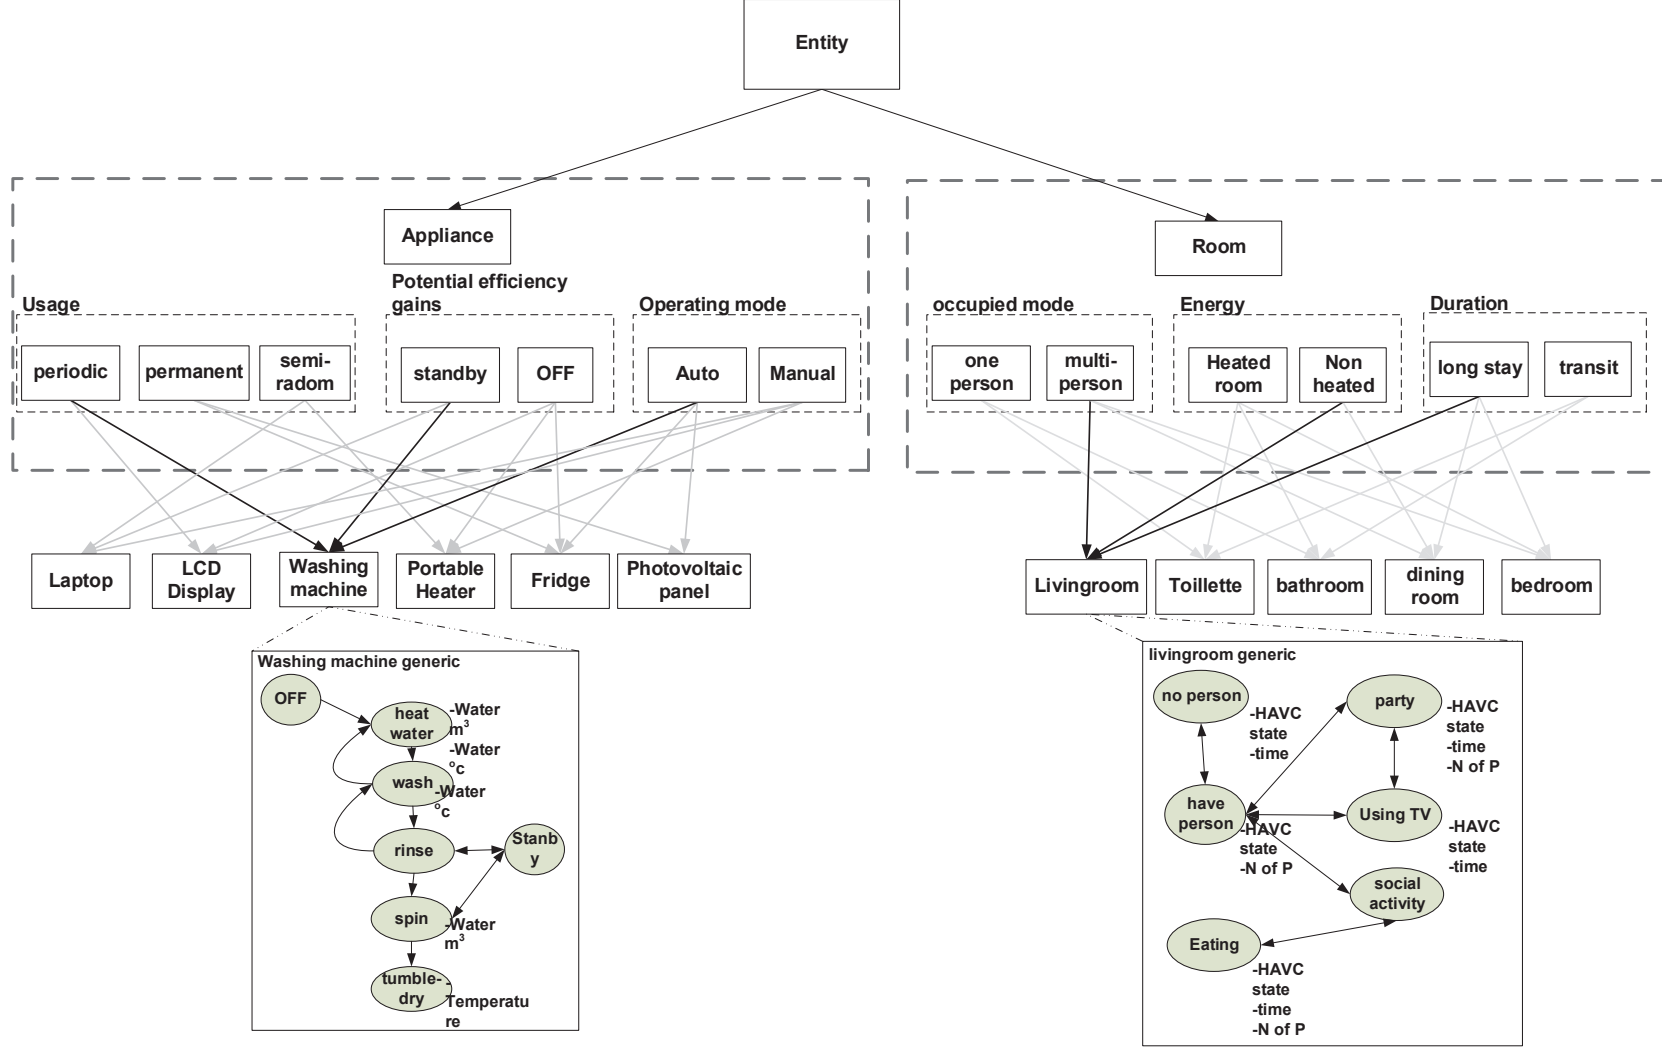 Entity
Appliance
Room
Potential efficiency
gains
Usage
Operating mode
occupied mode
Energy
Duration
periodic
permanent
semi-
radom
standby
OFF
Auto
Manual
one
person
multi-
person
Heated
room
Non
heated
long stay
transit
Laptop
LCD
Display
Washing
machine
Portable
Heater
Fridge
Photovoltaic
panel
Livingroom
Toillette
bathroom
dining
room
bedroom
Washing machine generic
OFF
heat
water
-Water
m³
-Water
ºc
wash
-Water
ºc
rinse
Stanb
y
spin
-Water
m³
tumble-
dry
-
Temperatu
re
livingroom generic
no person
-HAVC
state
-time
party
-HAVC
state
-time
-N of P
have
person
-HAVC
state
-N of P
Using TV
-HAVC
state
-time
social
activity
Eating
-HAVC
state
-time
-N of P